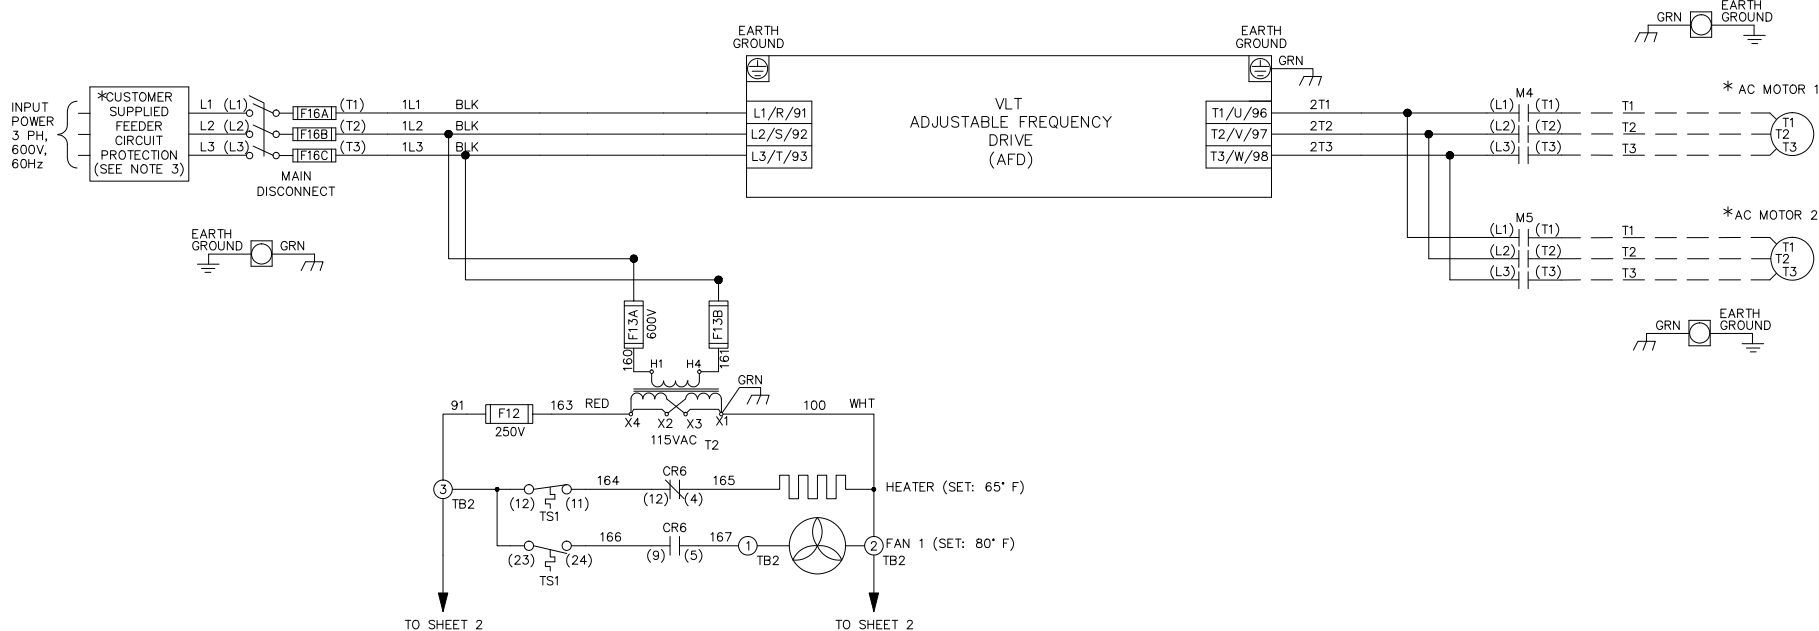 INPUT
POWER
3 PH,
600V,
60Hz
*CUSTOMER
SUPPLIED
FEEDER
CIRCUIT
PROTECTION
(SEE NOTE 3)
L1 (L1) F16A (T1) 1L1 BLK
L2 (L2) F16B (T2) 1L2 BLK
L3 (L3) F16C (T3) 1L3 BLK
MAIN
DISCONNECT
EARTH
GROUND GRN
EARTH
GROUND
L1/R/91
L2/S/92
L3/T/93
VLT
ADJUSTABLE FREQUENCY
DRIVE
(AFD)
EARTH
GROUND
GRN
T1/U/96
T2/V/97
T3/W/98
2T1
2T2
2T3
GRN EARTH
GROUND
* AC MOTOR 1
M4
(L1) (T1) T1 T1
(L2) (T2) T2 T2
(L3) (T3) T3 T3
*AC MOTOR 2
M5
(L1) (T1) T1 T1
(L2) (T2) T2 T2
(L3) (T3) T3 T3
GRN EARTH
GROUND
F13A 600V F13B
160 H1 H4 161
GRN
91 F12 163 RED 100 WHT
250V
X4 X2 X3 X1
115VAC T2
3 TB2
(12) (11) 164 CR6 (12) (4) 165
TS1
HEATER (SET: 65° F)
(23) (24) 166 CR6 (9) (5) 167 1 TB2
TS1
2 FAN 1 (SET: 80° F)
TB2
TO SHEET 2
TO SHEET 2